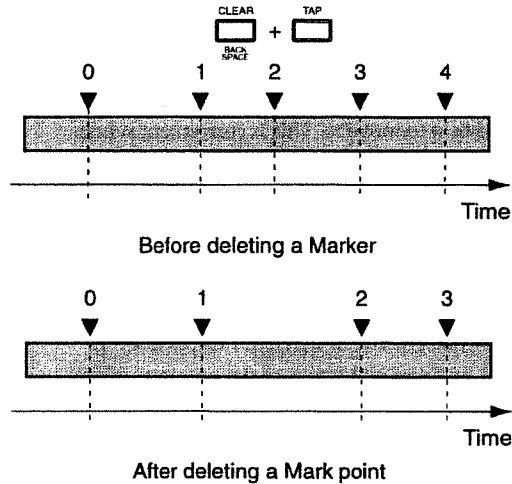 CLEAR TAP
+
BACK
SPACE
0 1 2 3 4
Time
Before deleting a Marker
0 1 2 3
Time
After deleting a Mark point